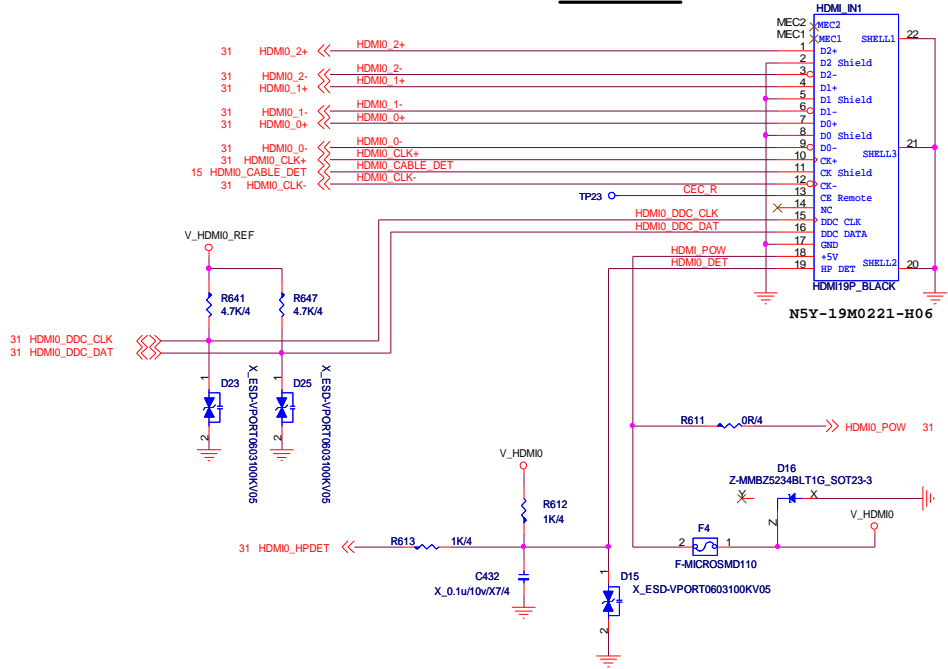 HDMI_IN1
MEC2
MEC2
MEC1
MEC1
SHELL1 22
31 HDMI0_2+ HDMI0_2+ 1 D2+
2 D2 Shield
31 HDMI0_2- HDMI0_2- 3 D2-
31 HDMI0_1+ HDMI0_1+ 4 D1+
5 D1 Shield
31 HDMI0_1- HDMI0_1- 6 D1-
31 HDMI0_0+ HDMI0_0+ 7 D0+
8 D0 Shield
31 HDMI0_0- HDMI0_0- 9 D0-
SHELL3 21
31 HDMI0_CLK+ HDMI0_CLK+ 10 CK+
15 HDMI0_CABLE_DET HDMI0_CABLE_DET 11 CK Shield
31 HDMI0_CLK- HDMI0_CLK- 12 CK-
TP23 CEC_R 13 CE Remote
14 NC
HDMI0_DDC_CLK 15 DDC CLK
HDMI0_DDC_DAT 16 DDC DATA
17 GND
HDMI_POW 18 +5V
HDMI0_DET 19 HP DET
SHELL2 20
HDMI19P_BLACK
N5Y-19M0221-H06
V_HDMI0_REF
R641
4.7K/4
R647
4.7K/4
31 HDMI0_DDC_CLK
31 HDMI0_DDC_DAT
1
D23
2
X_ESD-VPORT0603100KV05
1
D25
2
X_ESD-VPORT0603100KV05
R611 0R/4
HDMI0_POW 31
V_HDMI0
R612
1K/4
D16
Z-MMBZ5234BLT1G_SOT23-3
Y
X
Z
V_HDMI0
F4
2 1
F-MICROSMD110
31 HDMI0_HPDET
R613 1K/4
C432
X_0.1u/10v/X7/4
1
D15
X_ESD-VPORT0603100KV05
2